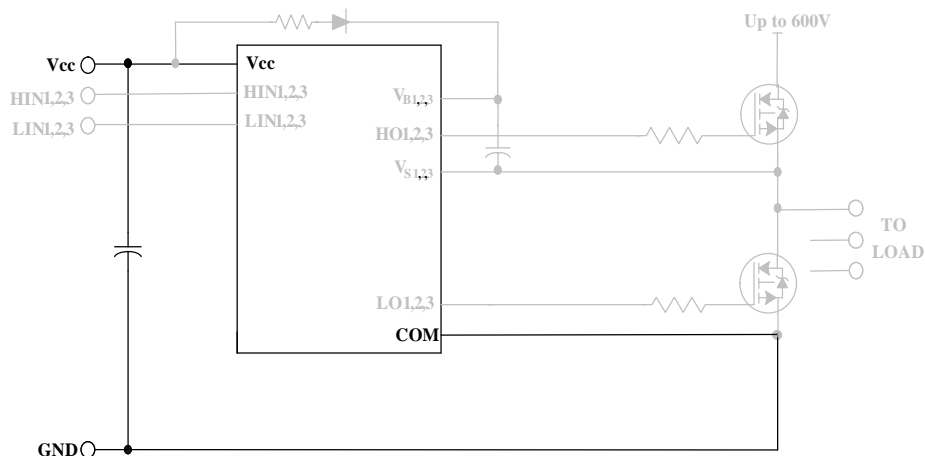 Up to 600V
Vcc
Vcc
HIN1,2,3
HIN1,2,3
LIN1,2,3
LIN1,2,3
VB1,2,3
HO1,2,3
VS1,2,3
TO
LOAD
LO1,2,3
COM
GND